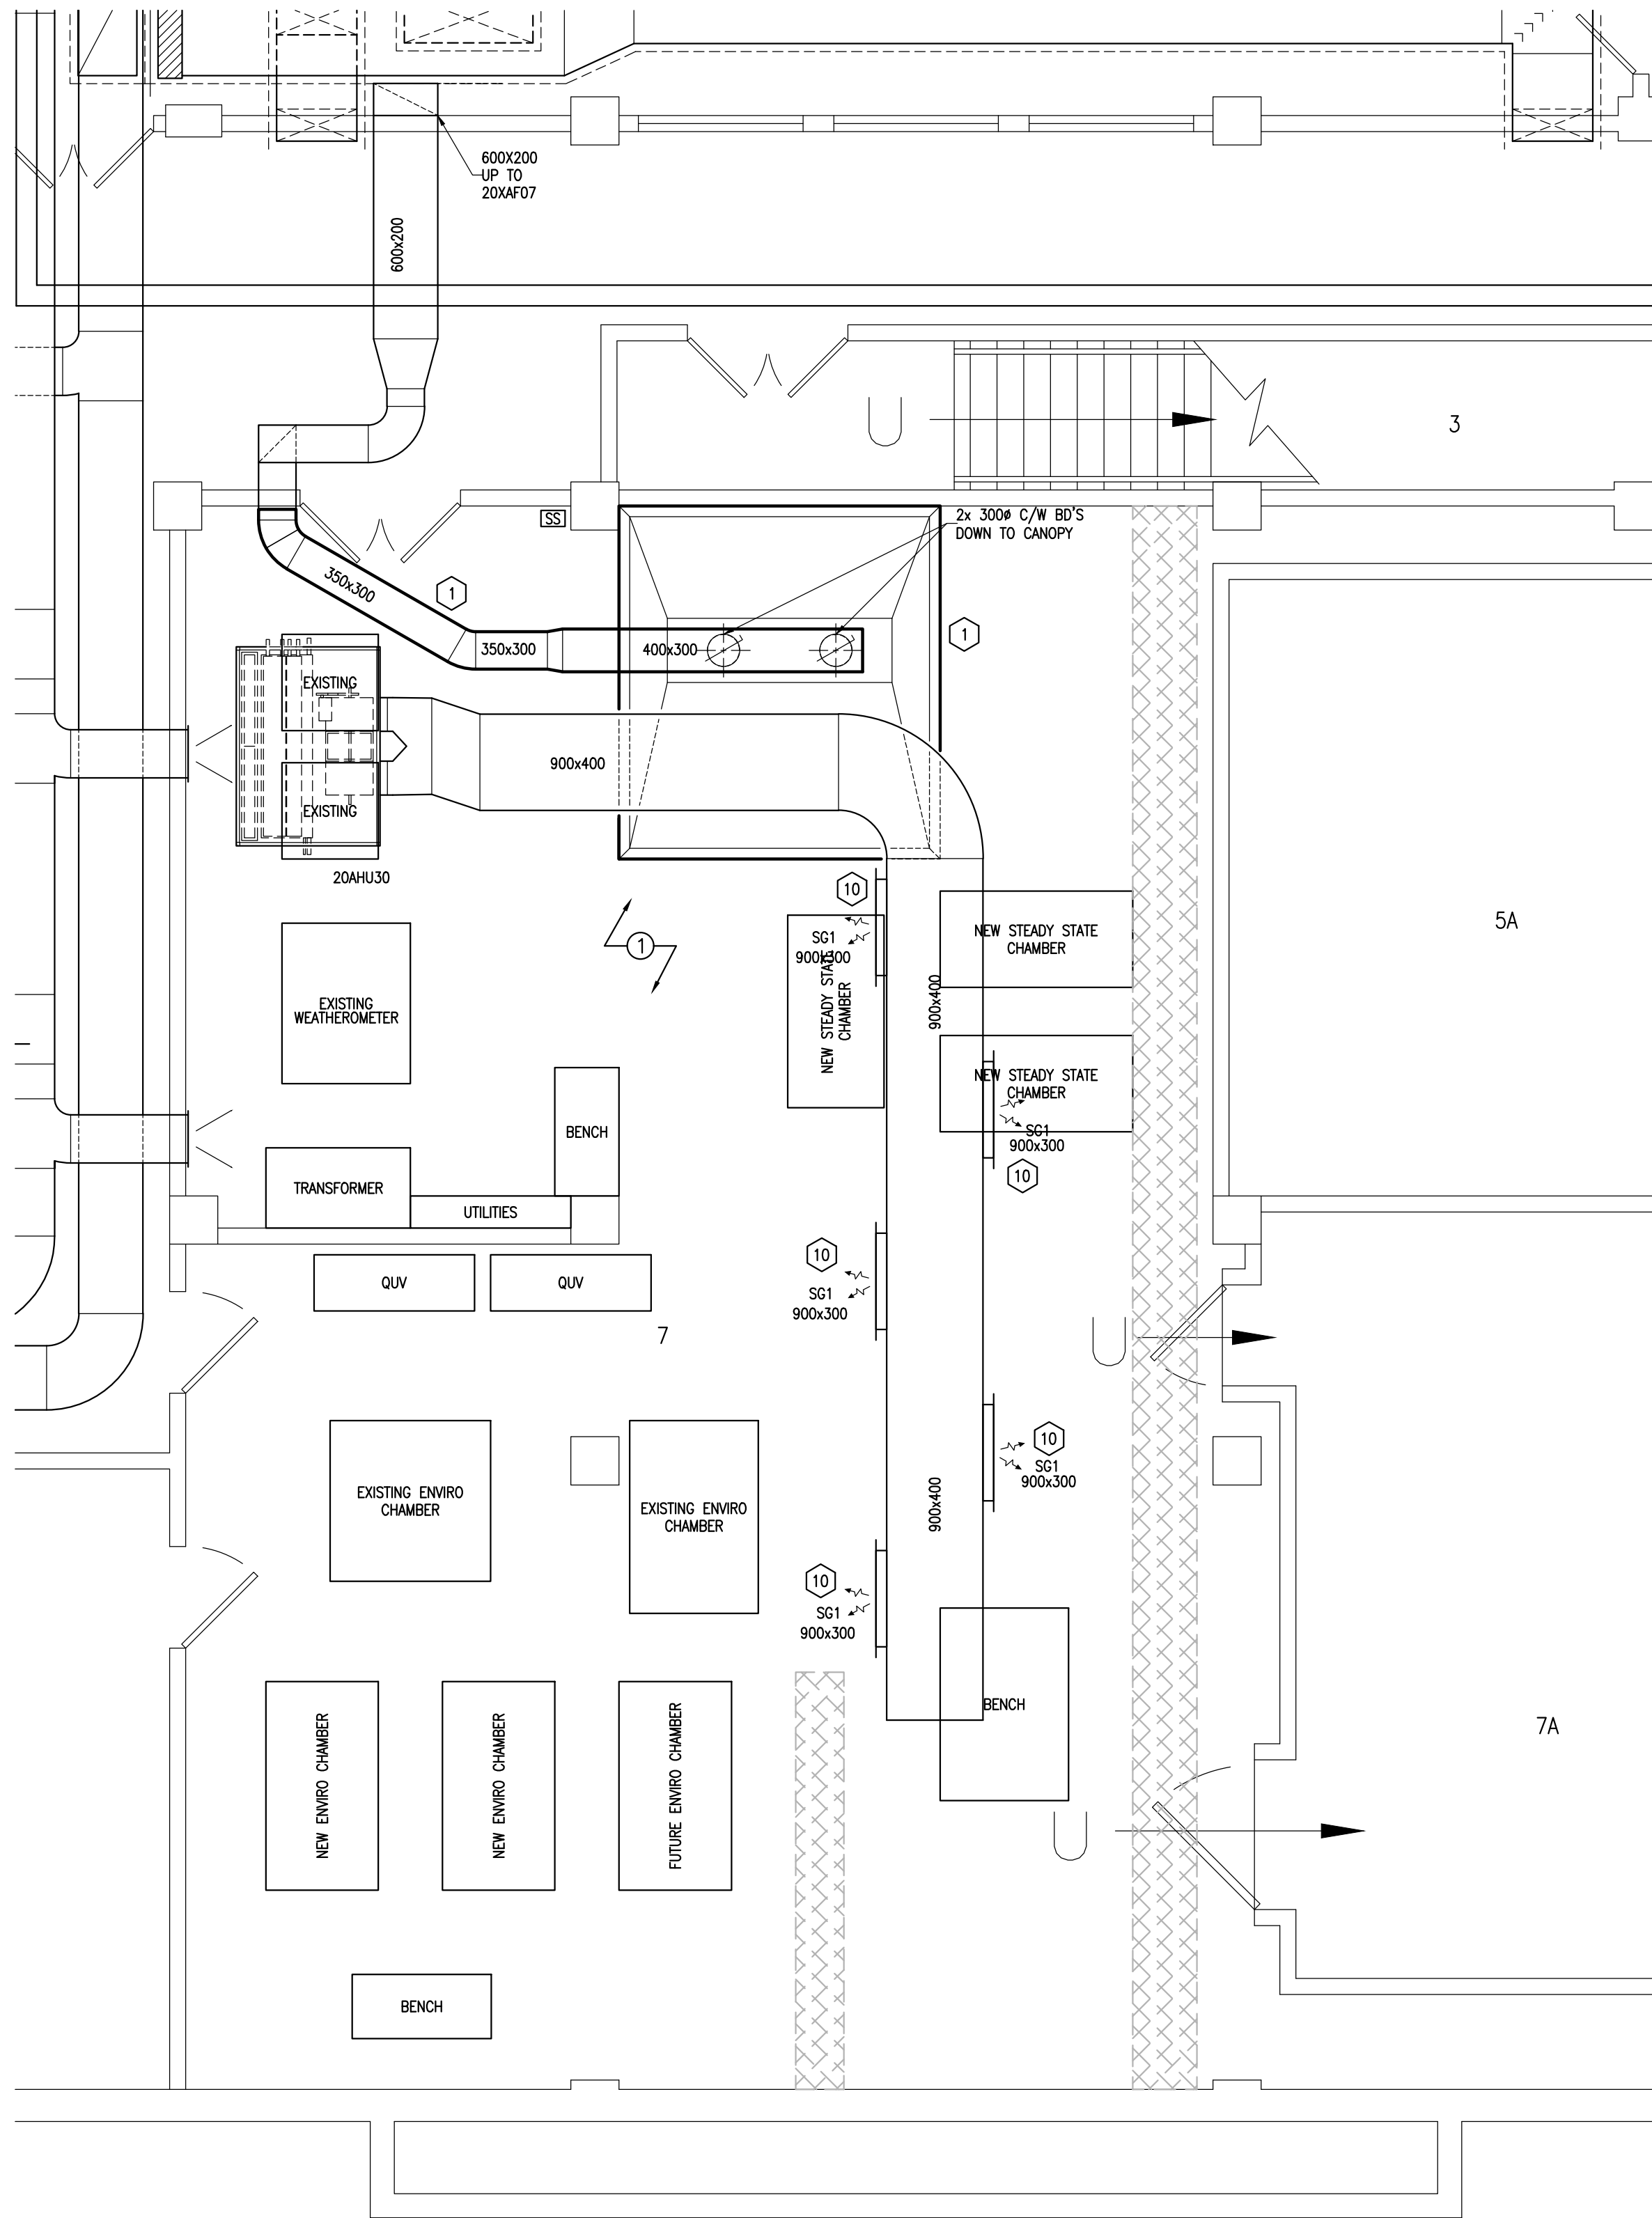 600X200
UP TO
20XAF07
600x200
3
SS
2x 300ø C/W BD'S
DOWN TO CANOPY
350x300
1
1
350x300
400x300
EXISTING
900x400
EXISTING
20AHU30
10
5A
NEW STEADY STATE
CHAMBER
SG1
900x300
1
NEW STEADY STATE
CHAMBER
900x400
EXISTING
WEATHEROMETER
NEW STEADY STATE
CHAMBER
BENCH
SG1
900x300
10
TRANSFORMER
UTILITIES
10
QUV
QUV
SG1
900x300
7
10
SG1
900x300
EXISTING ENVIRO
CHAMBER
EXISTING ENVIRO
CHAMBER
900x400
10
SG1
900x300
BENCH
7A
NEW ENVIRO CHAMBER
NEW ENVIRO CHAMBER
FUTURE ENVIRO CHAMBER
BENCH